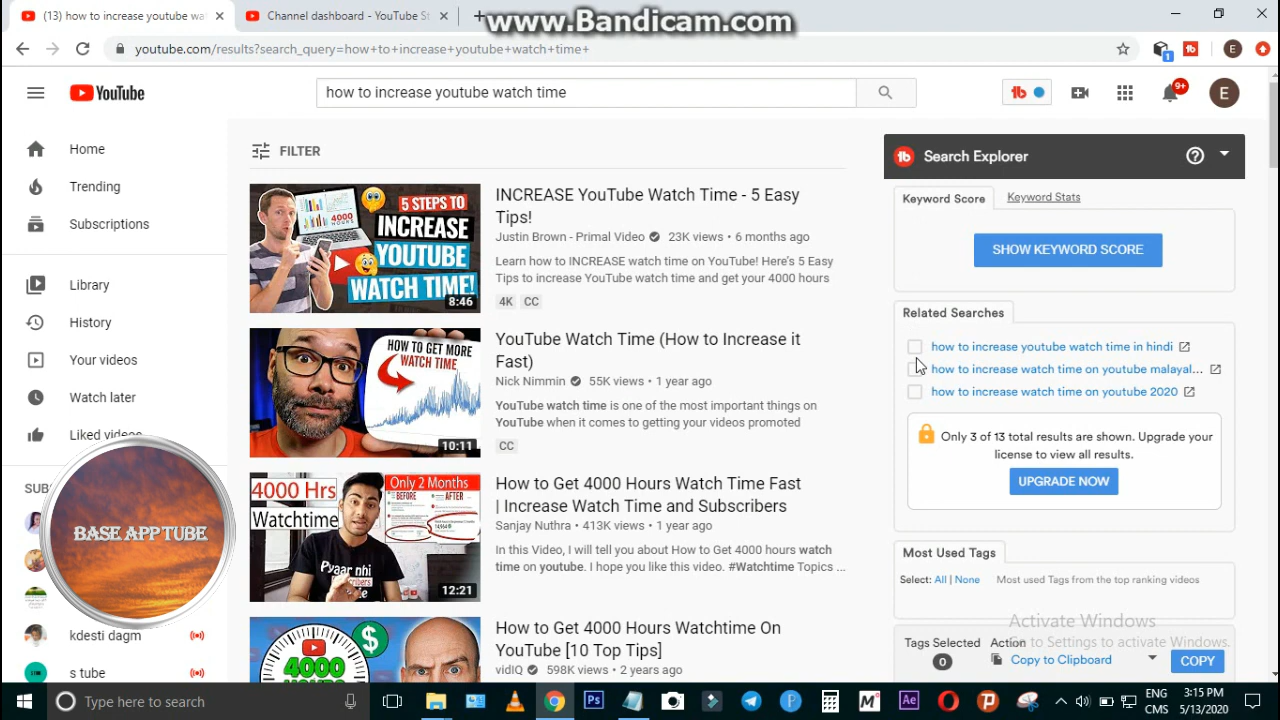 (13) how to increase youtube wa
Channel dashboard - YouTube St
www.Bandicam.com
youtube.com/results?search_query=how+to+increase+youtube+watch+time+
1
E
YouTube
how to increase youtube watch time
9+
E
Home
Trending
Subscriptions
Library
History
Your videos
Watch later
Liked videos
BASE APP TUBE
kdesti dagm
s tube
FILTER
5 STEPS TO
INCREASE
YOUTUBE
WATCH TIME!
4000
HOURS
8:46
INCREASE YouTube Watch Time - 5 Easy
Tips!
Justin Brown - Primal Video 23K views • 6 months ago
Learn how to INCREASE watch time on YouTube! Here's 5 Easy
Tips to increase YouTube watch time and get your 4000 hours
4K CC
HOW TO GET MORE
WATCH TIME
10:11
YouTube Watch Time (How to Increase it
Fast)
Nick Nimmin 55K views • 1 year ago
YouTube watch time is one of the most important things on
YouTube when it comes to getting your videos promoted
CC
4000 Hrs
Watchtime
Only 2 Months
BEFORE AFTER
Pyaar nhi
12:21
How to Get 4000 Hours Watch Time Fast
| Increase Watch Time and Subscribers
Sanjay Nuthra • 413K views • 1 year ago
In this Video, I will tell you about How to Get 4000 hours watch
time on youtube. I hope you like this video. #Watchtime Topics ...
4000
How to Get 4000 Hours Watchtime On
YouTube [10 Top Tips]
vidIQ 598K views • 2 years ago
Search Explorer
Keyword Score
Keyword Stats
SHOW KEYWORD SCORE
Related Searches
how to increase youtube watch time in hindi
how to increase watch time on youtube malayal...
how to increase watch time on youtube 2020
Only 3 of 13 total results are shown. Upgrade your
license to view all results.
UPGRADE NOW
Most Used Tags
Select: All | None Most used Tags from the top ranking videos
Activate Windows
Go to Settings to activate Windows.
Tags Selected
0
Action
Copy to Clipboard
COPY
Type here to search
ENG
CMS
3:15 PM
5/13/2020